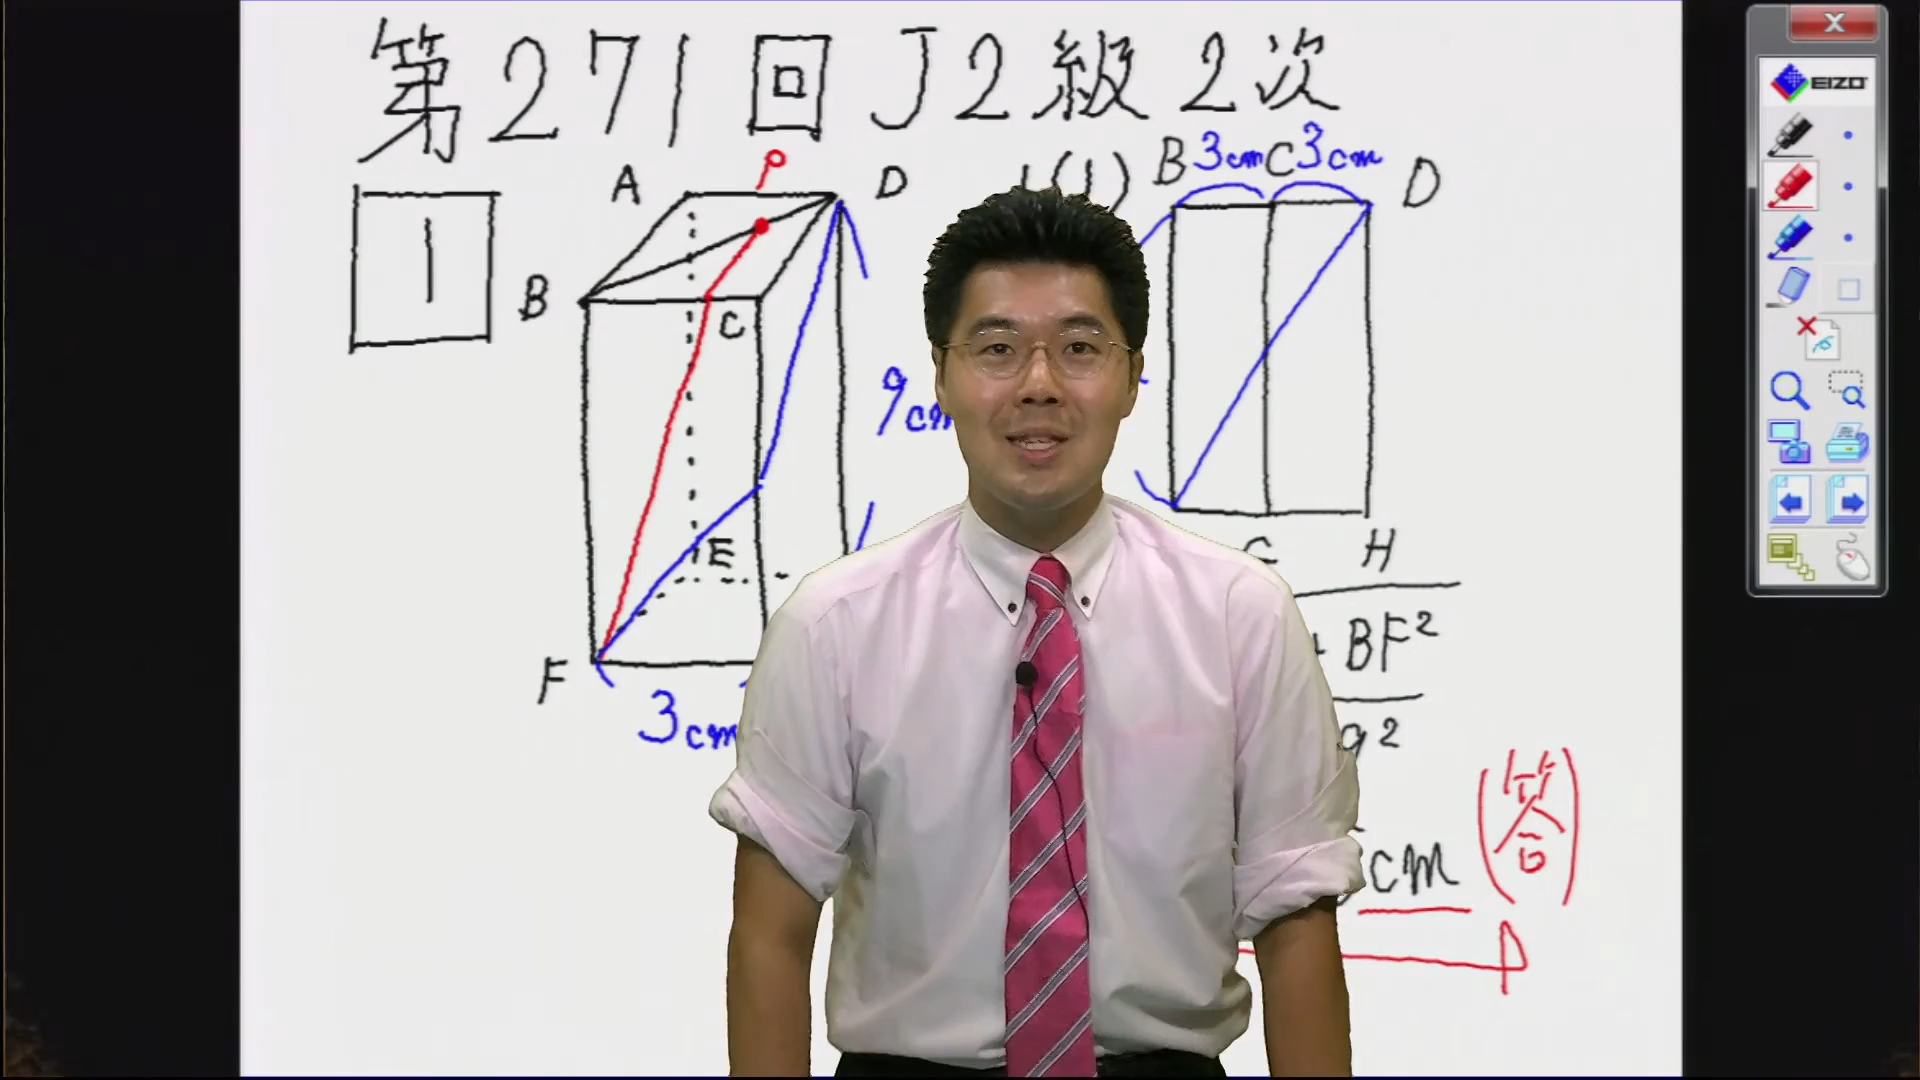 第271回 J2級 2次
1
P
A
D
B
C
9cm
E
F
3cm
1(1)
B 3cm C 3cm D
G H
BF²
9²
cm (答)
P
EIZO